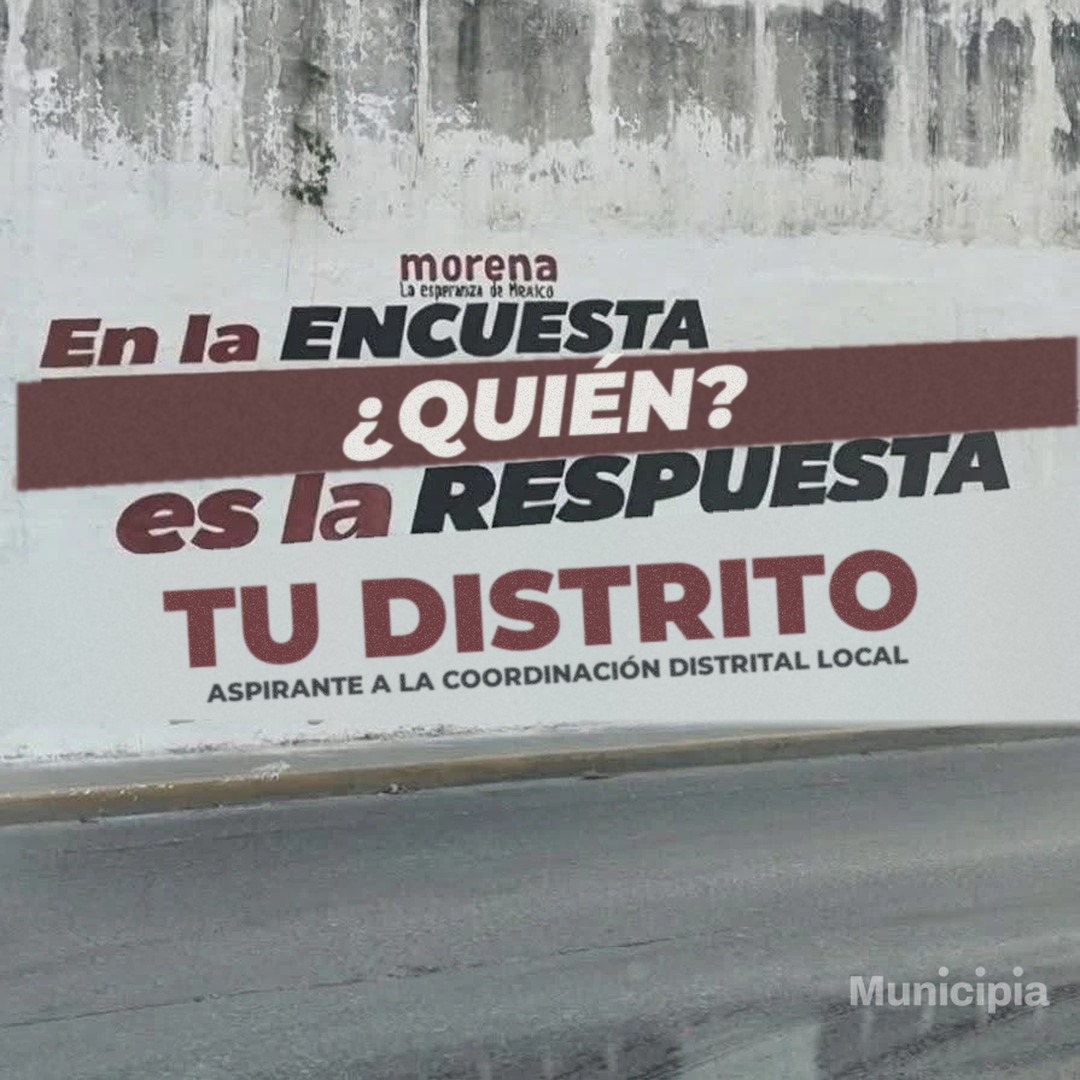 morena
La esperanza de México
En la ENCUESTA
¿QUIÉN?
es la RESPUESTA
TU DISTRITO
ASPIRANTE A LA COORDINACIÓN DISTRITAL LOCAL
Municipia